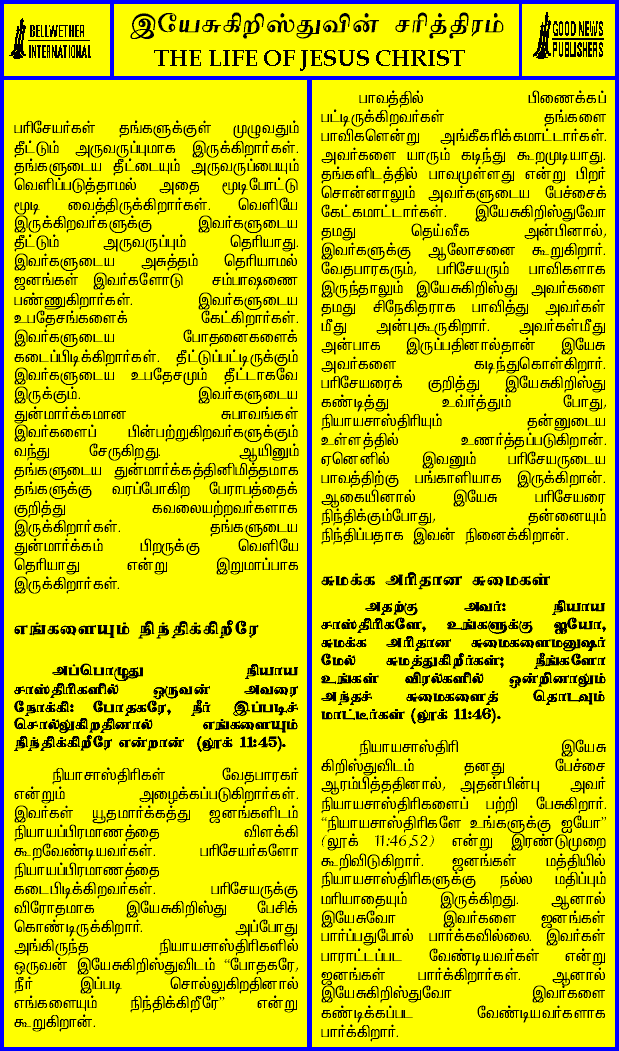 BELLWETHER
INTERNATIONAL
இயேசுகிறிஸ்துவின் சரித்திரம்
THE LIFE OF JESUS CHRIST
GOOD NEWS
PUBLISHERS
பரிசேயர்கள் தங்களுக்குள் முழுவதும்
தீட்டும் அருவருப்புமாக இருக்கிறார்கள்.
தங்களுடைய தீட்டையும் அருவருப்பையும்
வெளிப்படுத்தாமல் அதை மூடிபோட்டு
மூடி வைத்திருக்கிறார்கள். வெளியே
இருக்கிறவர்களுக்கு இவர்களுடைய
தீட்டும் அருவருப்பும் தெரியாது.
இவர்களுடைய அசுத்தம் தெரியாமல்
ஜனங்கள் இவர்களோடு சம்பாஷணை
பண்ணுகிறார்கள். இவர்களுடைய
உபதேசங்களைக் கேட்கிறார்கள்.
இவர்களுடைய போதனைகளைக்
கடைப்பிடிக்கிறார்கள். தீட்டுப்பட்டிருக்கும்
இவர்களுடைய உபதேசமும் தீட்டாகவே
இருக்கும். இவர்களுடைய
துன்மார்க்கமான சுபாவங்கள்
இவர்களைப் பின்பற்றுகிறவர்களுக்கும்
வந்து சேருகிறது. ஆயினும்
தங்களுடைய துன்மார்க்கத்தினிமித்தமாக
தங்களுக்கு வரப்போகிற பேராபத்தைக்
குறித்து கவலையற்றவர்களாக
இருக்கிறார்கள். தங்களுடைய
துன்மார்க்கம் பிறருக்கு வெளியே
தெரியாது என்று இறுமாப்பாக
இருக்கிறார்கள்.
எங்களையும் நிந்திக்கிறீரே
அப்பொழுது நியாய
சாஸ்திரிகளில் ஒருவன் அவரை
நோக்கி: போதகரே, நீர் இப்படிச்
சொல்லுகிறதினால் எங்களையும்
நிந்திக்கிறீரே என்றான் (லூக் 11:45).
நியாசாஸ்திரிகள் வேதபாரகர்
என்றும் அழைக்கப்படுகிறார்கள்.
இவர்கள் யூதமார்க்கத்து ஜனங்களிடம்
நியாயப்பிரமாணத்தை விளக்கி
கூறவேண்டியவர்கள். பரிசேயர்களோ
நியாயப்பிரமாணத்தை
கடைபிடிக்கிறவர்கள். பரிசேயருக்கு
விரோதமாக இயேசுகிறிஸ்து பேசிக்
கொண்டிருக்கிறார். அப்போது
அங்கிருந்த நியாயசாஸ்திரிகளில்
ஒருவன் இயேசுகிறிஸ்துவிடம் “போதகரே,
நீர் இப்படி சொல்லுகிறதினால்
எங்களையும் நிந்திக்கிறீரே” என்று
கூறுகிறான்.
பாவத்தில் பிணைக்கப்
பட்டிருக்கிறவர்கள் தங்களை
பாவிகளென்று அங்கீகரிக்கமாட்டார்கள்.
அவர்களை யாரும் கடிந்து கூறமுடியாது.
தங்களிடத்தில் பாவமுள்ளது என்று பிறர்
சொன்னாலும் அவர்களுடைய பேச்சைக்
கேட்கமாட்டார்கள். இயேசுகிறிஸ்துவோ
தமது தெய்வீக அன்பினால்,
இவர்களுக்கு ஆலோசனை கூறுகிறார்.
வேதபாரகரும், பரிசேயரும் பாவிகளாக
இருந்தாலும் இயேசுகிறிஸ்து அவர்களை
தமது சிநேகிதராக பாவித்து அவர்கள்
மீது அன்புகூருகிறார். அவர்கள்மீது
அன்பாக இருப்பதினால்தான் இயேசு
அவர்களை கடிந்துகொள்கிறார்.
பரிசேயரைக் குறித்து இயேசுகிறிஸ்து
கண்டித்து உவ்ர்த்தும் போது,
நியாயசாஸ்திரியும் தன்னுடைய
உள்ளத்தில் உணர்த்தப்படுகிறான்.
ஏனெனில் இவனும் பரிசேயருடைய
பாவத்திற்கு பங்காளியாக இருக்கிறான்.
ஆகையினால் இயேசு பரிசேயரை
நிந்திக்கும்போது, தன்னையும்
நிந்திப்பதாக இவன் நினைக்கிறான்.
சுமக்க அரிதான சுமைகள்
அதற்கு அவர்: நியாய
சாஸ்திரிகளே, உங்களுக்கு ஐயோ,
சுமக்க அரிதான சுமைகளைமனுஷர்
மேல் சுமத்துகிறீர்கள்; நீங்களோ
உங்கள் விரல்களில் ஒன்றினாலும்
அந்தச் சுமைகளைத் தொடவும்
மாட்டீர்கள் (லூக் 11:46).
நியாயசாஸ்திரி இயேசு
கிறிஸ்துவிடம் தனது பேச்சை
ஆரம்பித்ததினால், அதன்பின்பு அவர்
நியாயசாஸ்திரிகளைப் பற்றி பேசுகிறார்.
“நியாயசாஸ்திரிகளே உங்களுக்கு ஐயோ”
(லூக் 11:46,52) என்று இரண்டுமுறை
கூறிவிடுகிறார். ஜனங்கள் மத்தியில்
நியாயசாஸ்திரிகளுக்கு நல்ல மதிப்பும்
மரியாதையும் இருக்கிறது. ஆனால்
இயேசுவோ இவர்களை ஜனங்கள்
பார்ப்பதுபோல் பார்க்கவில்லை. இவர்கள்
பாராட்டப்பட வேண்டியவர்கள் என்று
ஜனங்கள் பார்க்கிறார்கள். ஆனால்
இயேசுகிறிஸ்துவோ இவர்களை
கண்டிக்கப்பட வேண்டியவர்களாக
பார்க்கிறார்.